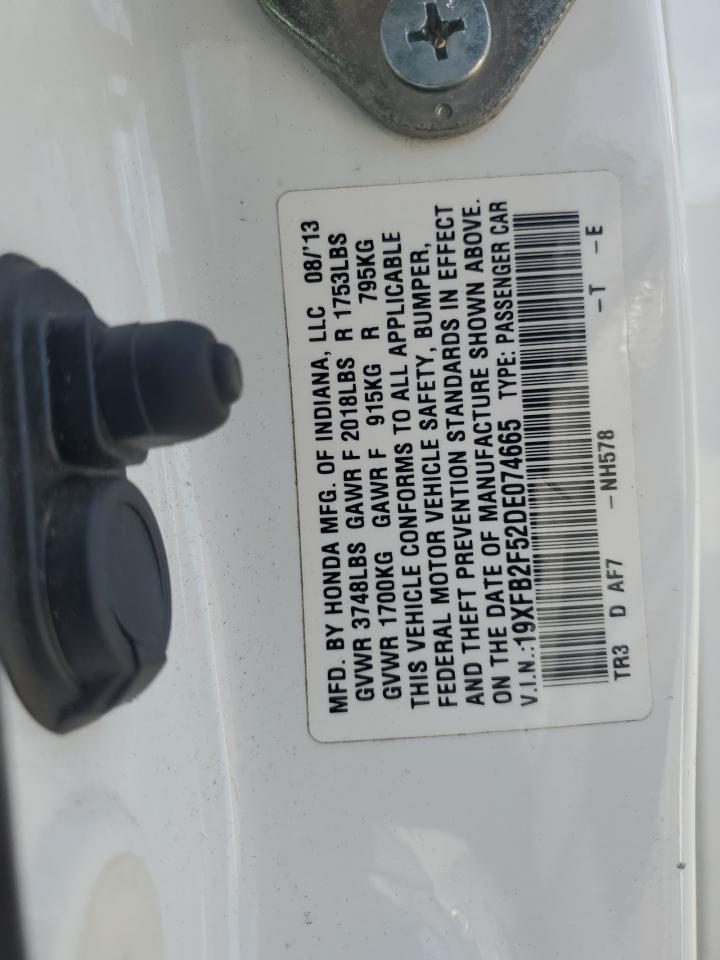 MFD. BY HONDA MFG. OF INDIANA, LLC 08/'13
GVWR 3748LBS GAWR F 2018LBS R 1753LBS
GVWR 1700KG GAWR F 915KG R 795KG
THIS VEHICLE CONFORMS TO ALL APPLICABLE
FEDERAL MOTOR VEHICLE SAFETY, BUMPER,
AND THEFT PREVENTION STANDARDS IN EFFECT
ON THE DATE OF MANUFACTURE SHOWN ABOVE.
V.I.N.:19XFB2F52DE074665 TYPE: PASSENGER CAR
TR3 D AF7 -NH578 -T -E